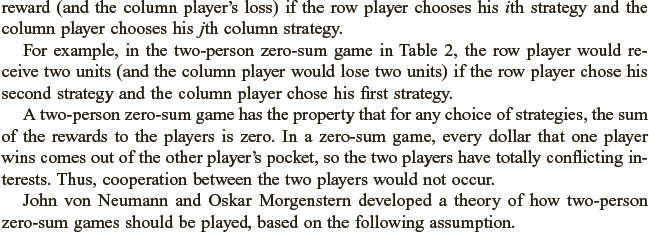 reward (and the column player's loss) if the row player chooses his ith strategy and the
column player chooses his jth column strategy.
For example, in the two-person zero-sum game in Table 2, the row player would re-
ceive two units (and the column player would lose two units) if the row player chose his
second strategy and the column player chose his first strategy.
A two-person zero-sum game has the property that for any choice of strategies, the sum
of the rewards to the players is zero. In a zero-sum game, every dollar that one player
wins comes out of the other player's pocket, so the two players have totally conflicting in-
terests. Thus, cooperation between the two players would not occur.
John von Neumann and Oskar Morgenstern developed a theory of how two-person
zero-sum games should be played, based on the following assumption.